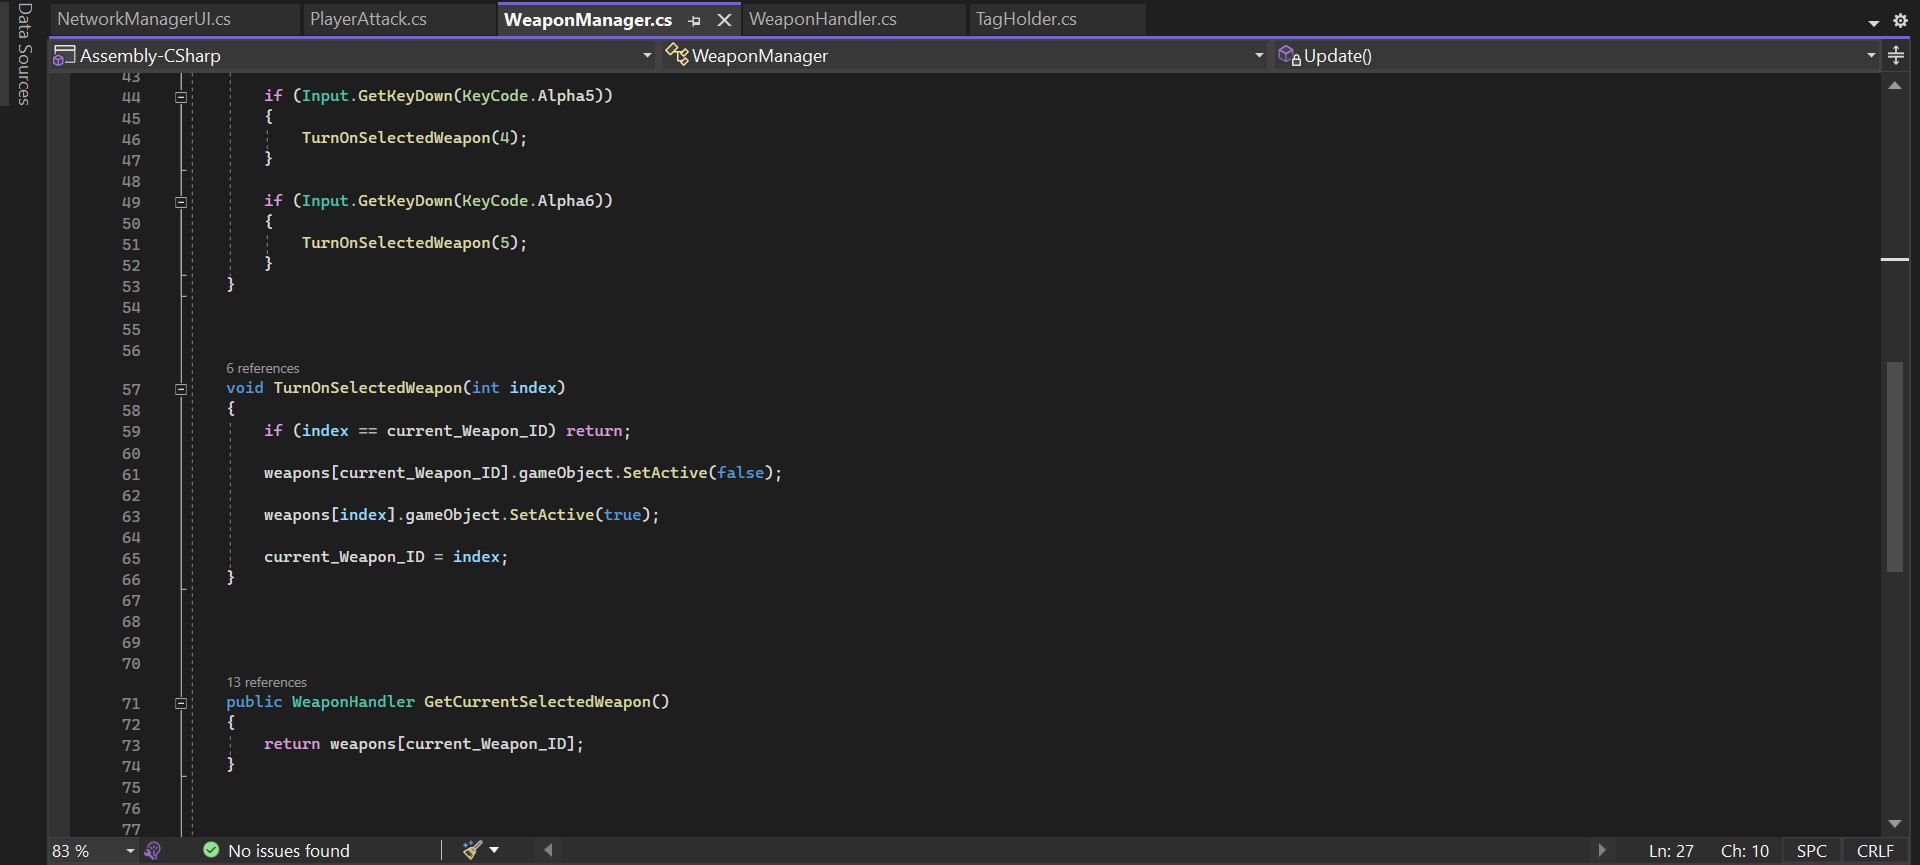 Data Sources
NetworkManagerUI.cs PlayerAttack.cs WeaponManager.cs WeaponHandler.cs TagHolder.cs
Assembly-CSharp WeaponManager Update()
43
44 if (Input.GetKeyDown(KeyCode.Alpha5))
45 {
46 TurnOnSelectedWeapon(4);
47 }
48
49 if (Input.GetKeyDown(KeyCode.Alpha6))
50 {
51 TurnOnSelectedWeapon(5);
52 }
53 }
54
55
56
6 references
57 void TurnOnSelectedWeapon(int index)
58 {
59 if (index == current_Weapon_ID) return;
60
61 weapons[current_Weapon_ID].gameObject.SetActive(false);
62
63 weapons[index].gameObject.SetActive(true);
64
65 current_Weapon_ID = index;
66 }
67
68
69
70
13 references
71 public WeaponHandler GetCurrentSelectedWeapon()
72 {
73 return weapons[current_Weapon_ID];
74 }
75
76
77
83 % No issues found Ln: 27 Ch: 10 SPC CRLF